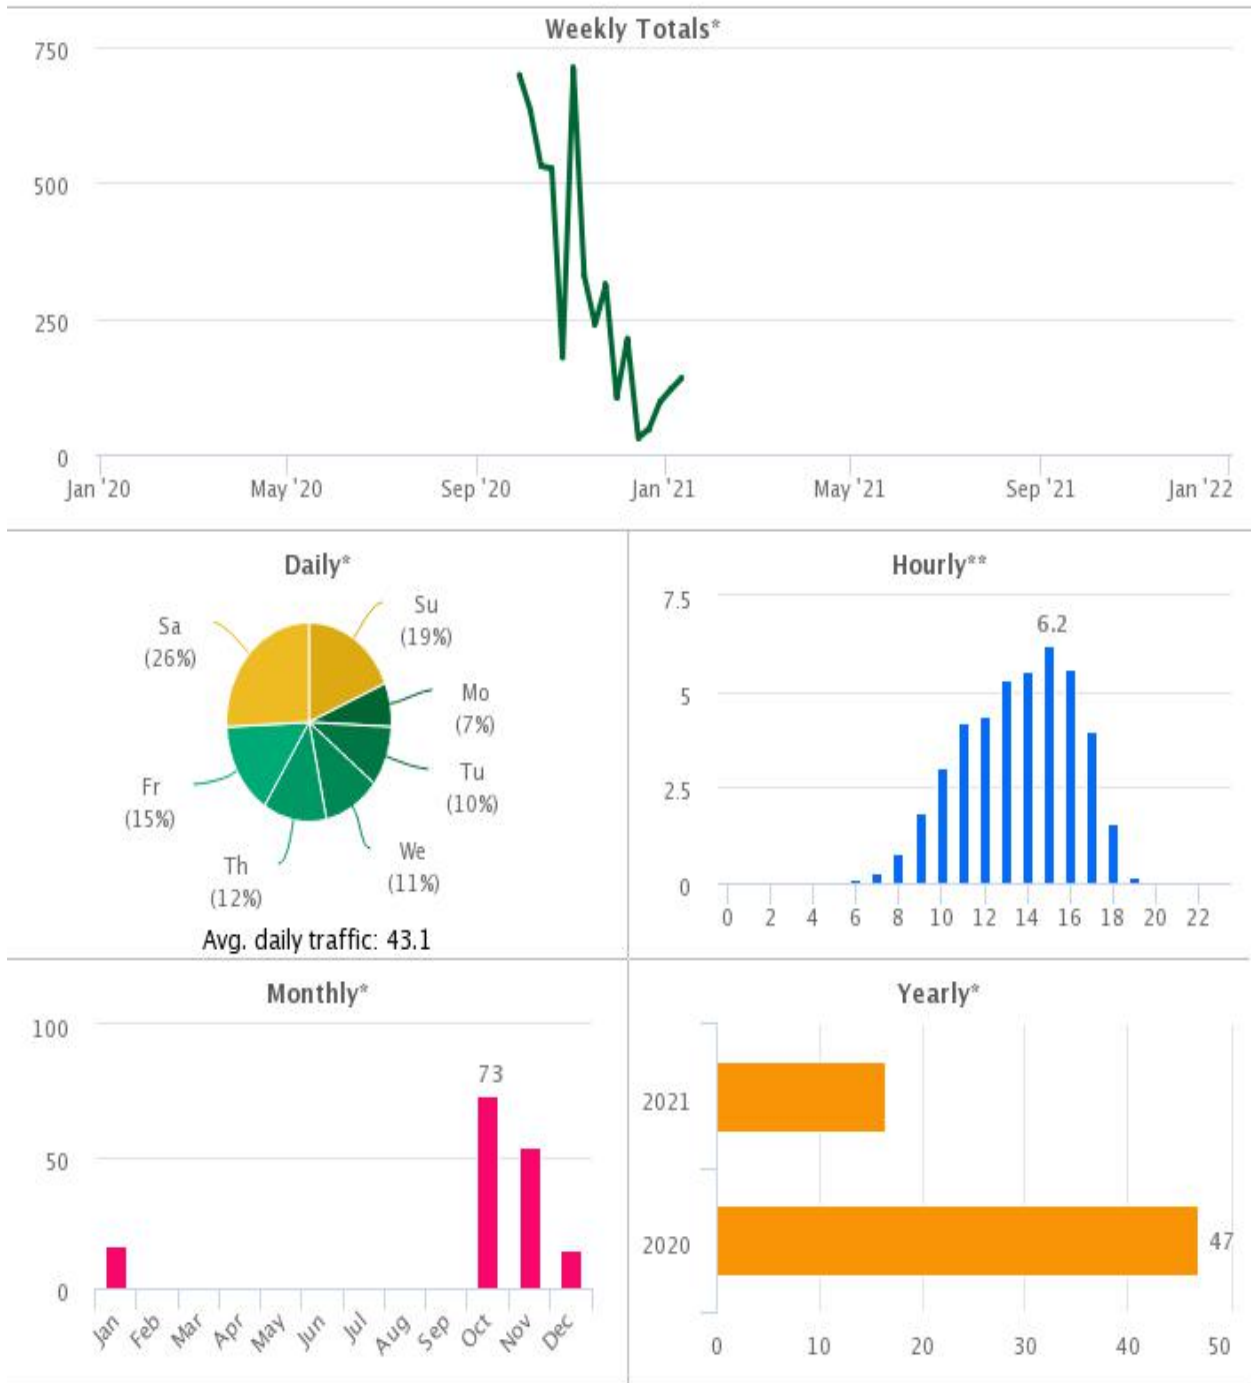 Weekly Totals*
750
500
250
0
Jan '20 May '20 Sep '20 Jan '21 May '21 Sep '21 Jan '22
Daily*
Su
(19%)
Sa
(26%)
Mo
(7%)
Tu
(10%)
Fr
(15%)
We
(11%)
Th
(12%)
Avg. daily traffic: 43.1
Hourly**
7.5
6.2
5
2.5
0
0 2 4 6 8 10 12 14 16 18 20 22
Monthly*
100
73
50
0
Jan Feb Mar Apr May Jun Jul Aug Sep Oct Nov Dec
Yearly*
2021
2020
47
0 10 20 30 40 50